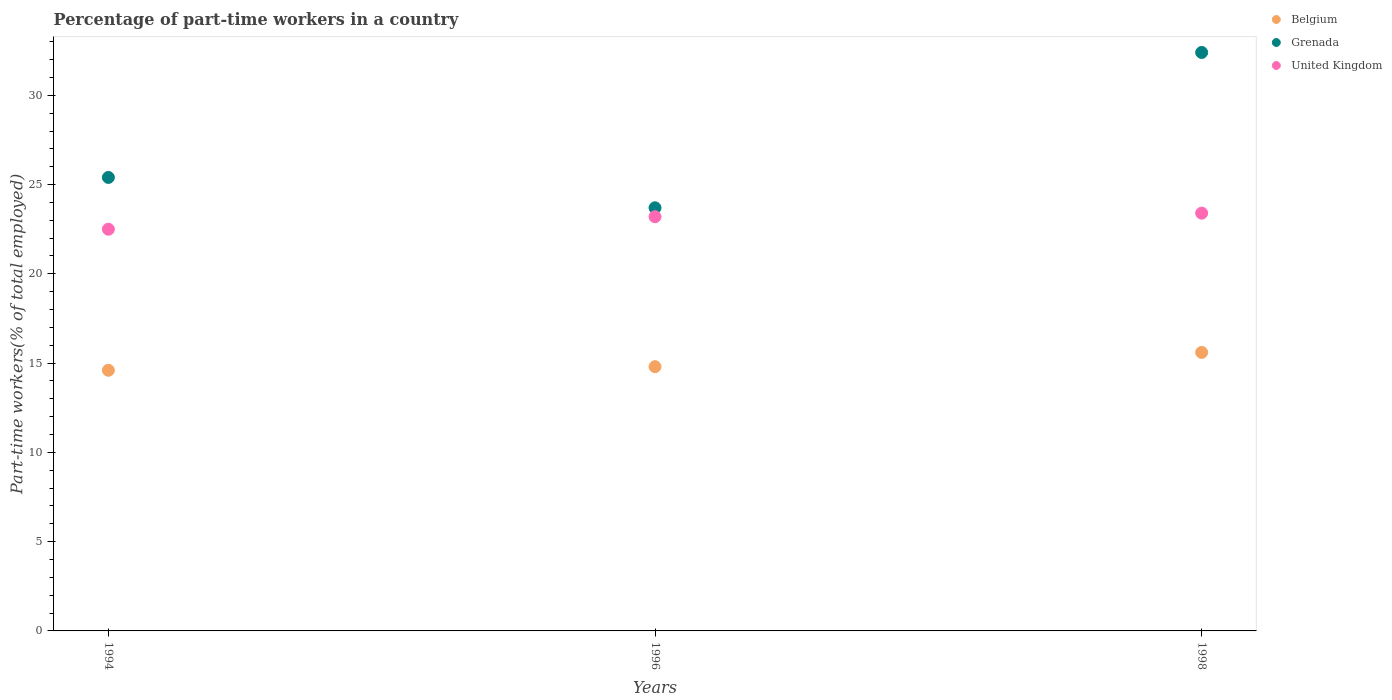 Percentage of part-time workers in a country
Belgium
Grenada
United Kingdom
Part-time workers(% of total employed)
30
25
20
15
10
5
0
1994
1996
1998
Years